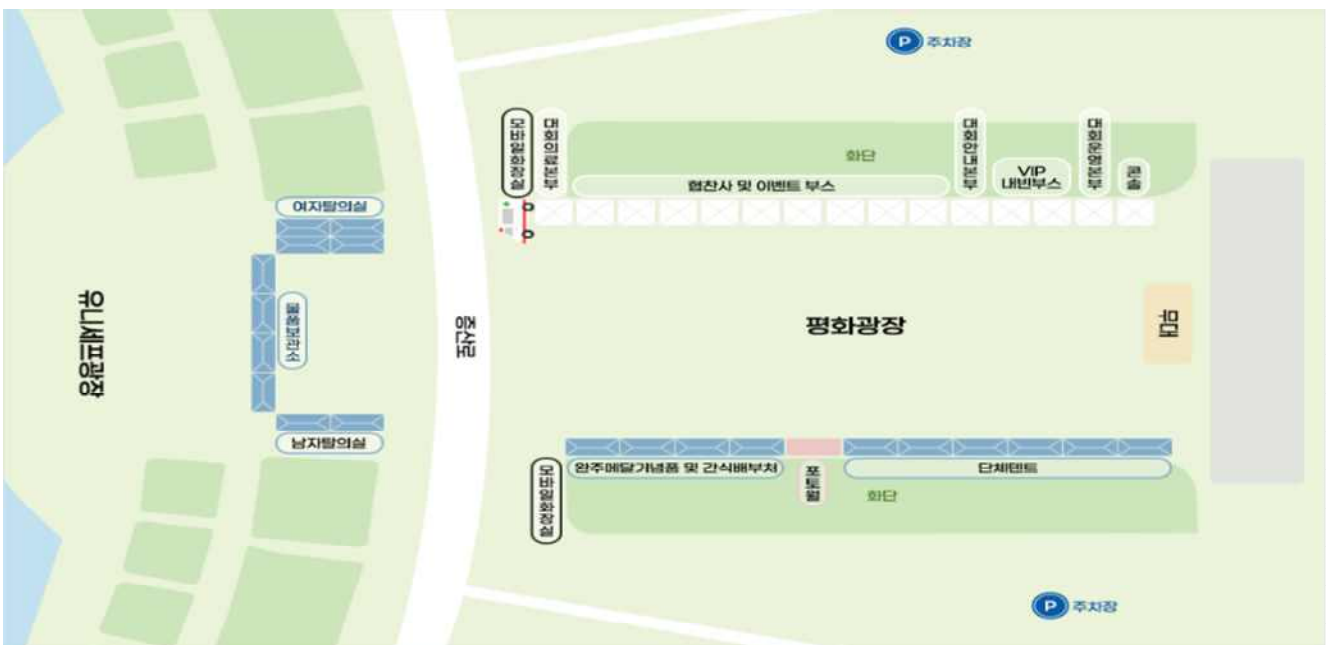 P 주차장
모바일화장실
대회의료본부
화단
협찬사 및 이벤트 부스
대회안내본부
VIP
내빈부스
대회운영본부
콘솔
여자탈의실
물품보관소
남자탈의실
유니세프광장
증산로
평화광장
무대
모바일화장실
완주메달기념품 및 간식배부처
포토월
단체텐트
화단
P 주차장